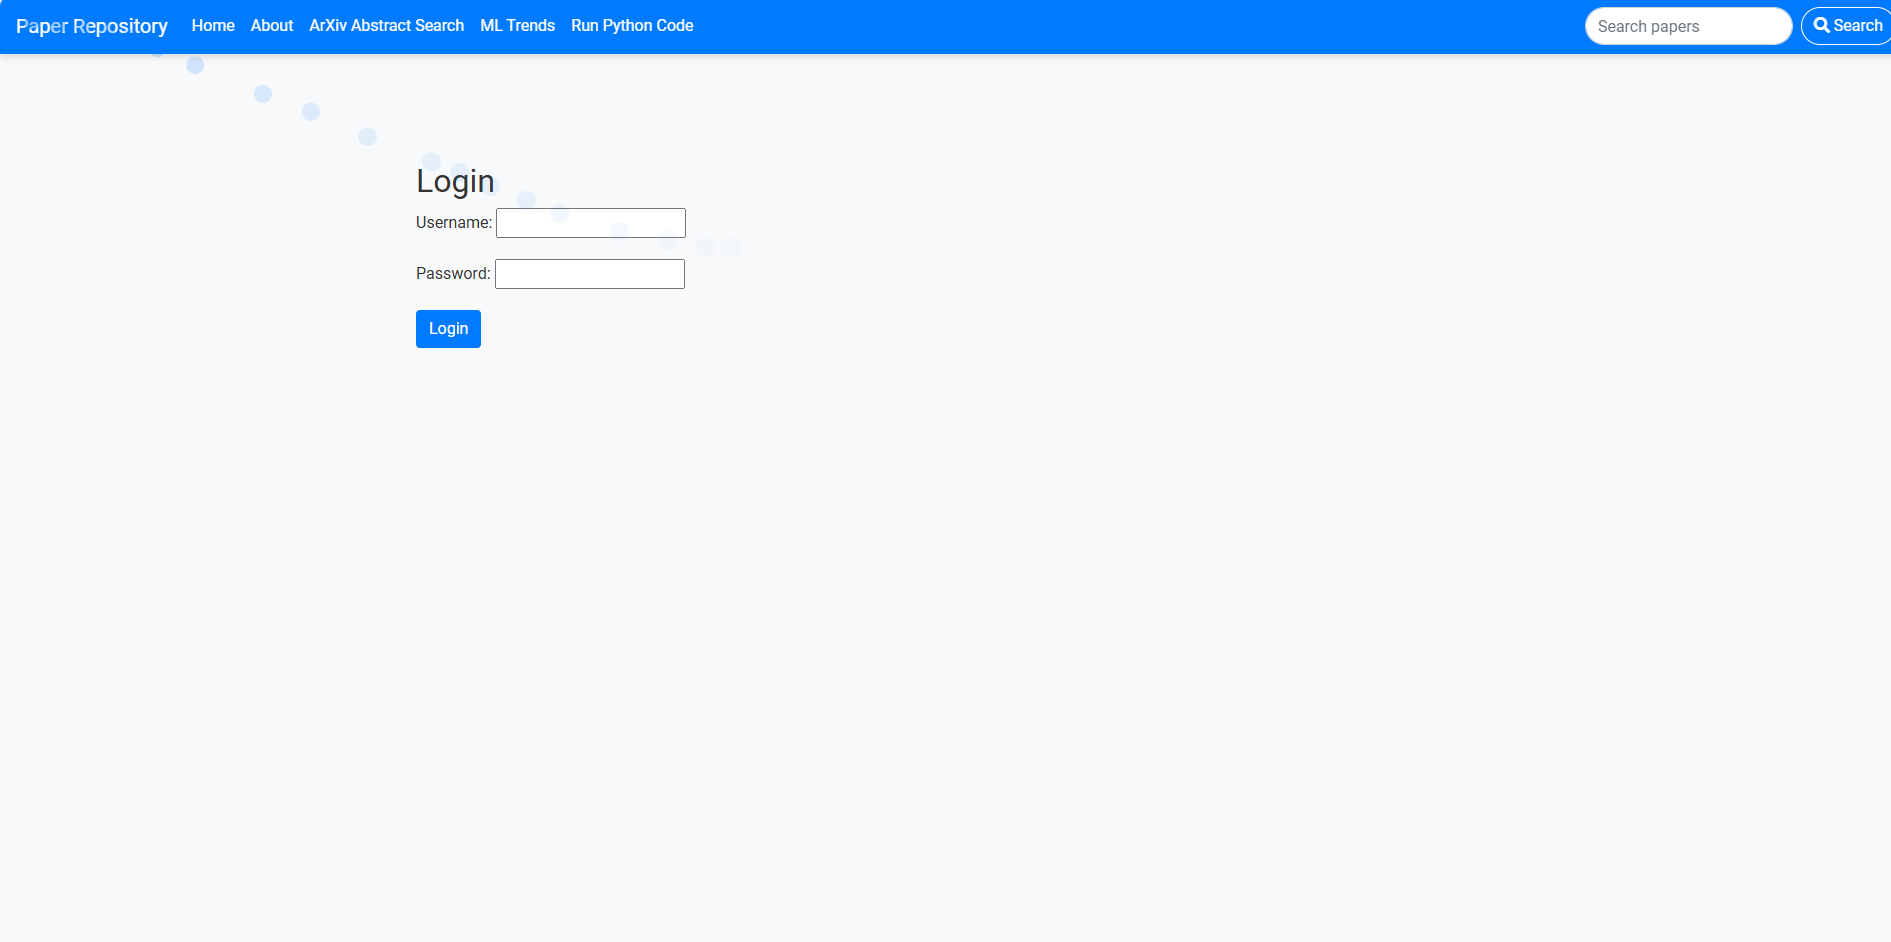 Paper Repository Home About ArXiv Abstract Search ML Trends Run Python Code Search papers Search
Login
Username:
Password:
Login